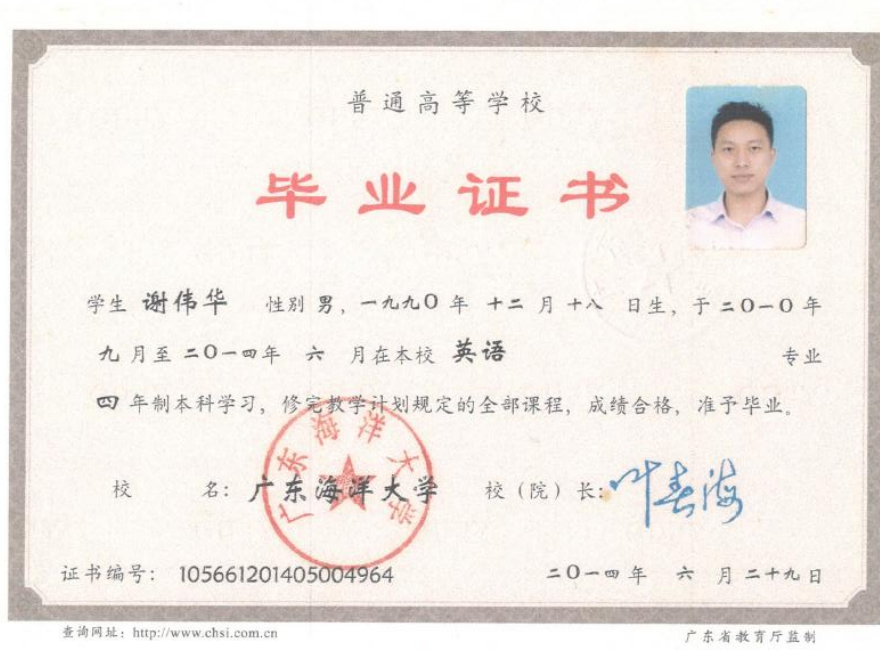 普通高等学校
毕业证书
学生 谢伟华 性别 男，一九九〇 年 十二 月 十八 日生，于 二〇一〇 年
九 月至 二〇一四 年 六 月在本校 英语 专业
四 年制本科学习，修完教学计划规定的全部课程，成绩合格，准予毕业。
校 名：广东海洋大学 校（院）长：叶春海
广东海洋大学
证书编号：105661201405004964 二〇一四 年 六 月 二十九 日
查询网址：http://www.chsi.com.cn 广东省教育厅监制